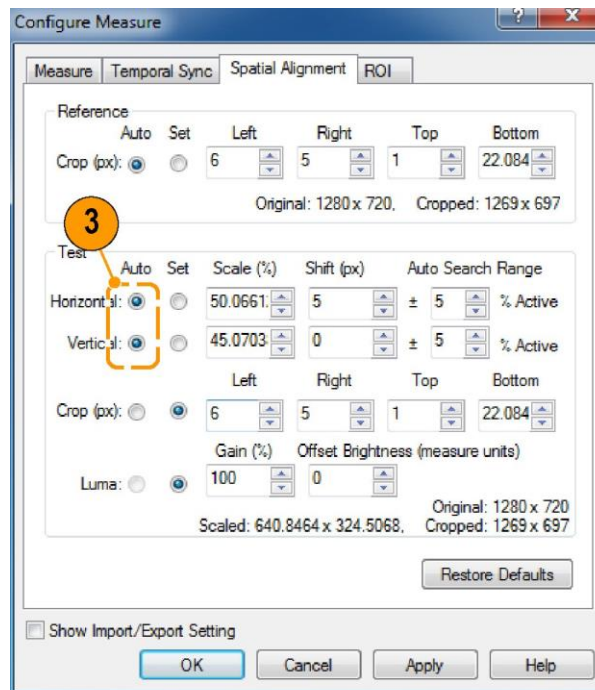 Configure Measure
Measure Temporal Sync Spatial Alignment ROI
Reference
Auto Set Left Right Top Bottom
Crop (px): 6 5 1 22.084
Original: 1280 x 720, Cropped: 1269 x 697
3
Test
Auto Set Scale (%) Shift (px) Auto Search Range
Horizontal: 50.0661 5 ± 5 % Active
Vertical: 45.0703 0 ± 5 % Active
Left Right Top Bottom
Crop (px): 6 5 1 22.084
Gain (%) Offset Brightness (measure units)
Luma: 100 0
Original: 1280 x 720
Scaled: 640.8464 x 324.5068, Cropped: 1269 x 697
Restore Defaults
Show Import/Export Setting
OK Cancel Apply Help